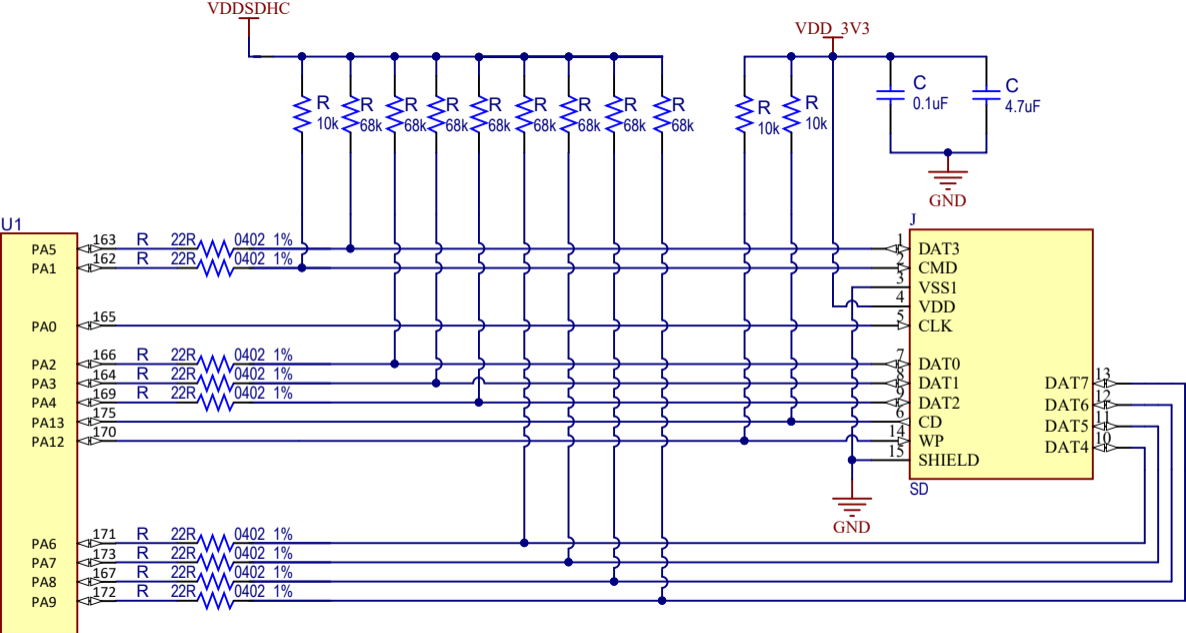 VDDSDHC
VDD_3V3
R 10k
R 68k
R 68k
R 68k
R 68k
R 68k
R 68k
R 68k
R 68k
R 10k
R 10k
C 0.1uF
C 4.7uF
GND
U1
J
PA5 163 R 22R 0402 1% 1 DAT3
PA1 162 R 22R 0402 1% 2 CMD
3 VSS1
4 VDD
PA0 165 5 CLK
PA2 166 R 22R 0402 1% 7 DAT0
PA3 164 R 22R 0402 1% 8 DAT1 DAT7 13
PA4 169 R 22R 0402 1% 9 DAT2 DAT6 12
PA13 175 6 CD DAT5 11
PA12 170 14 WP DAT4 10
15 SHIELD
SD
GND
PA6 171 R 22R 0402 1%
PA7 173 R 22R 0402 1%
PA8 167 R 22R 0402 1%
PA9 172 R 22R 0402 1%